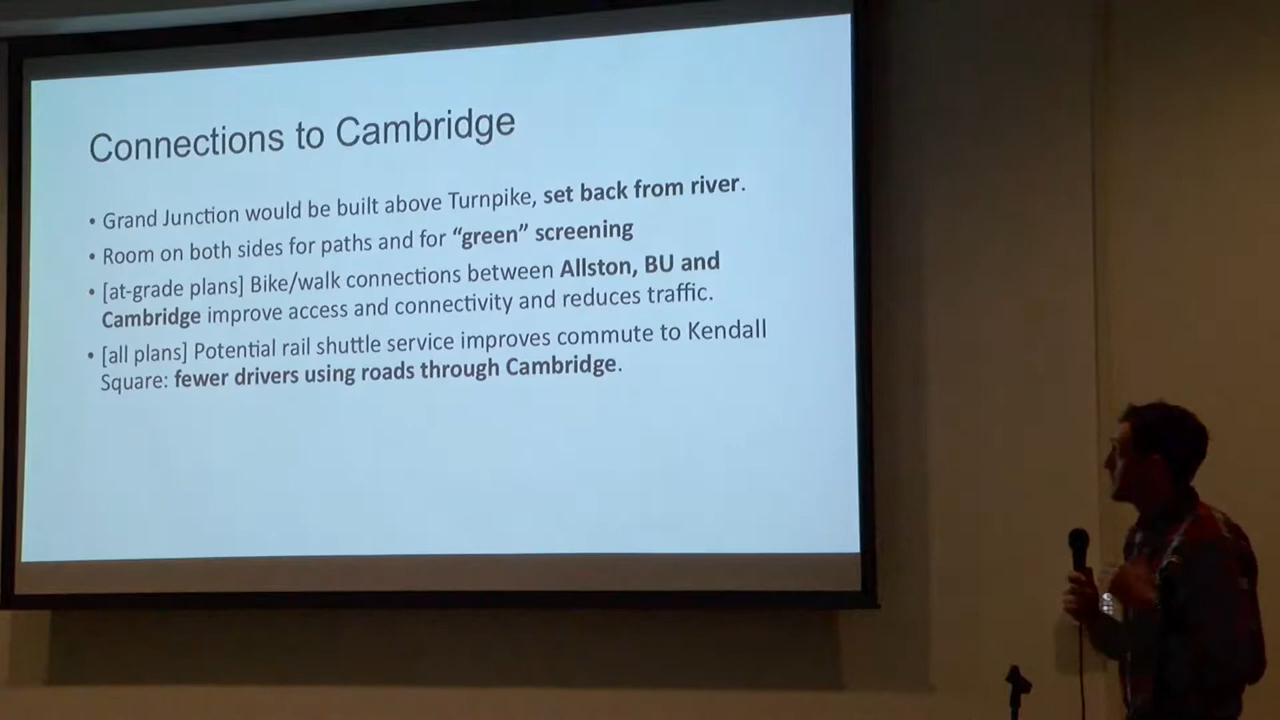 Connections to Cambridge
• Grand Junction would be built above Turnpike, set back from river.
• Room on both sides for paths and for “green” screening
• [at-grade plans] Bike/walk connections between Allston, BU and
Cambridge improve access and connectivity and reduces traffic.
• [all plans] Potential rail shuttle service improves commute to Kendall
Square: fewer drivers using roads through Cambridge.